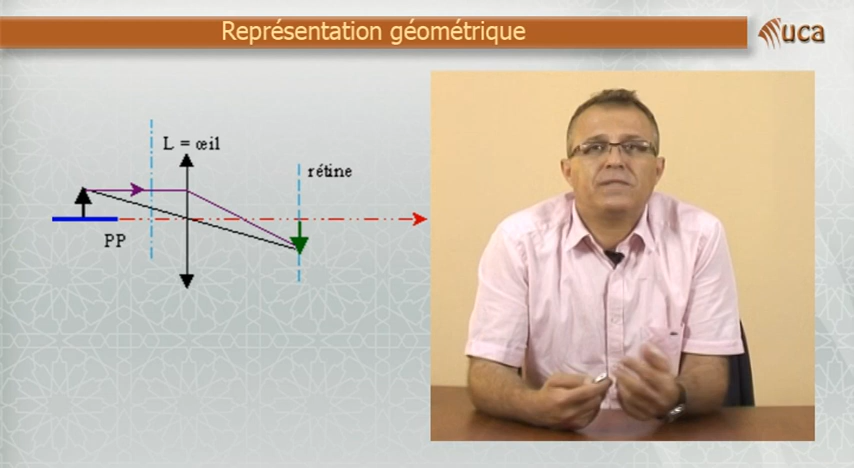 Représentation géométrique
uca
L = œil
rétine
PP